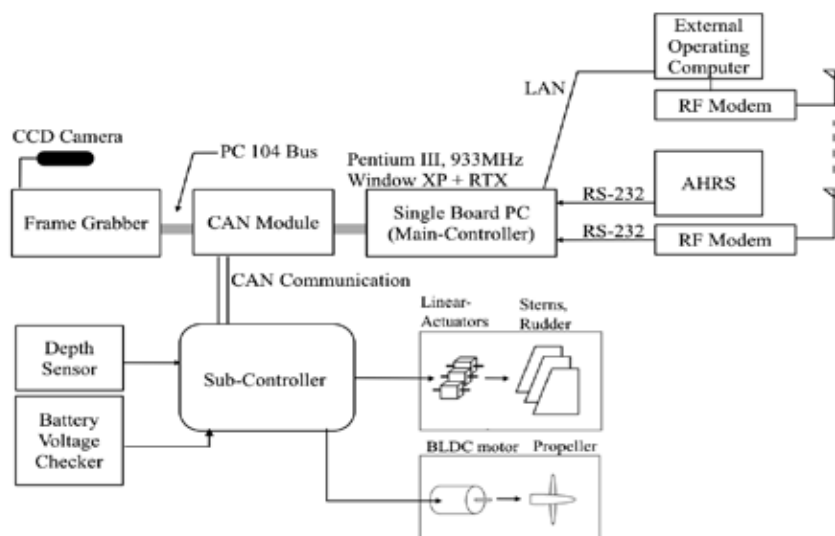 External
Operating
Computer
LAN
RF Modem
CCD Camera
PC 104 Bus
Pentium III, 933MHz
Window XP + RTX
RS-232
AHRS
Frame Grabber
CAN Module
Single Board PC
(Main-Controller)
RS-232
RF Modem
CAN Communication
Linear-
Actuators
Sterns,
Rudder
Depth
Sensor
Sub-Controller
Battery
Voltage
Checker
BLDC motor
Propeller